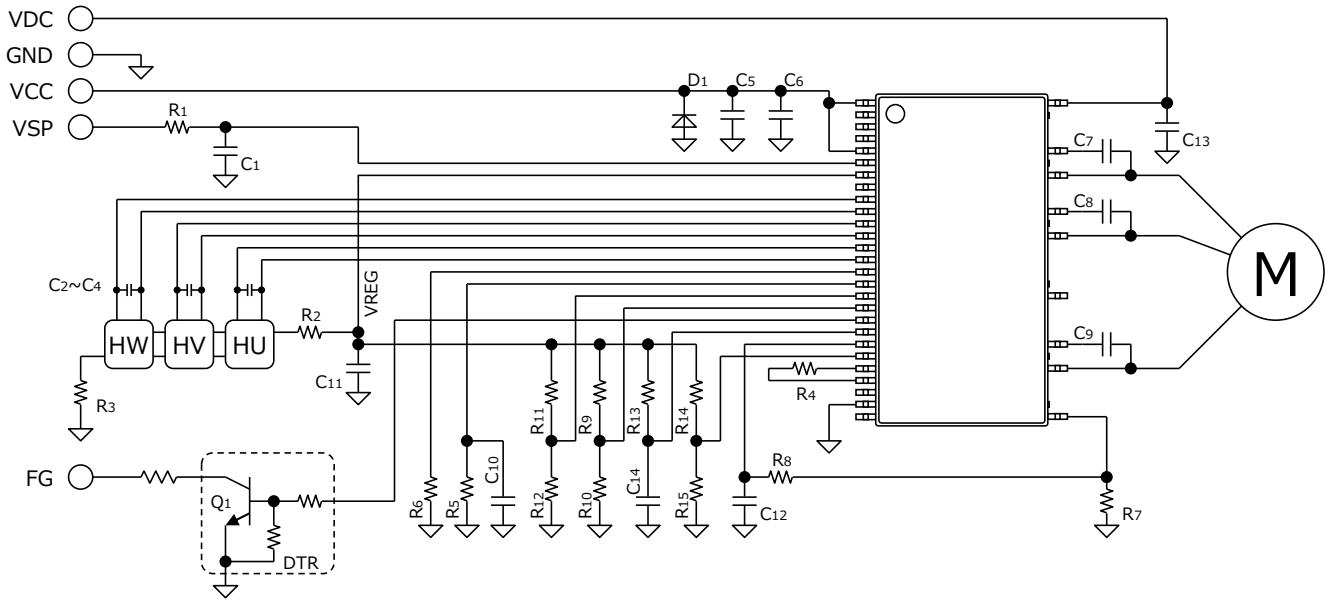 VDC
GND
VCC
VSP
R1
C1
D1
C5
C6
C13
C7
C8
C9
M
C2~C4
HW
HV
HU
R2
VREG
C11
R3
R4
R11
R9
R13
R14
FG
Q1
DTR
R6
R5
C10
R12
R10
C14
R15
R8
C12
R7